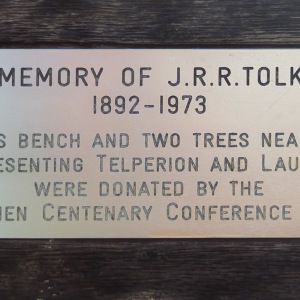 MEMORY OF J.R.R.TOLK
1892-1973
S BENCH AND TWO TREES NEA
ESENTING TELPERION AND LAU
WERE DONATED BY THE
IEN CENTENARY CONFERENCE